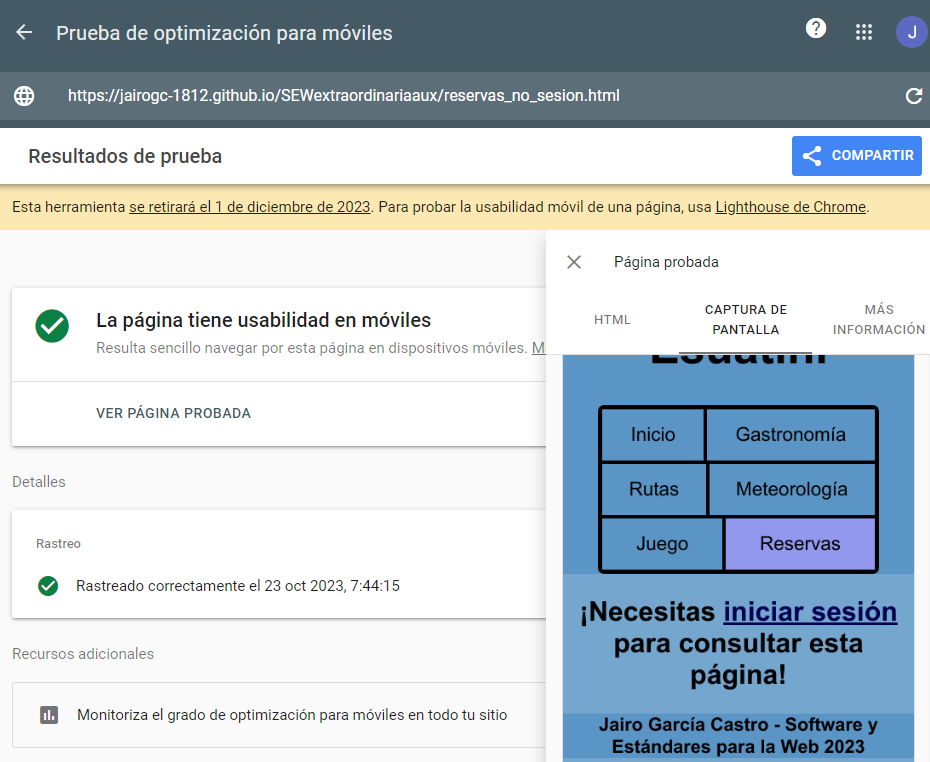 Prueba de optimización para móviles
?
J
https://jairogc-1812.github.io/SEWextraordinariaaux/reservas_no_sesion.html
Resultados de prueba
COMPARTIR
Esta herramienta se retirará el 1 de diciembre de 2023. Para probar la usabilidad móvil de una página, usa Lighthouse de Chrome.
La página tiene usabilidad en móviles
Resulta sencillo navegar por esta página en dispositivos móviles. M
VER PÁGINA PROBADA
Detalles
Rastreo
Rastreado correctamente el 23 oct 2023, 7:44:15
Recursos adicionales
Monitoriza el grado de optimización para móviles en todo tu sitio
Página probada
HTML
CAPTURA DE
PANTALLA
MÁS
INFORMACIÓN
Inicio
Gastronomía
Rutas
Meteorología
Juego
Reservas
¡Necesitas iniciar sesión
para consultar esta
página!
Jairo García Castro - Software y
Estándares para la Web 2023